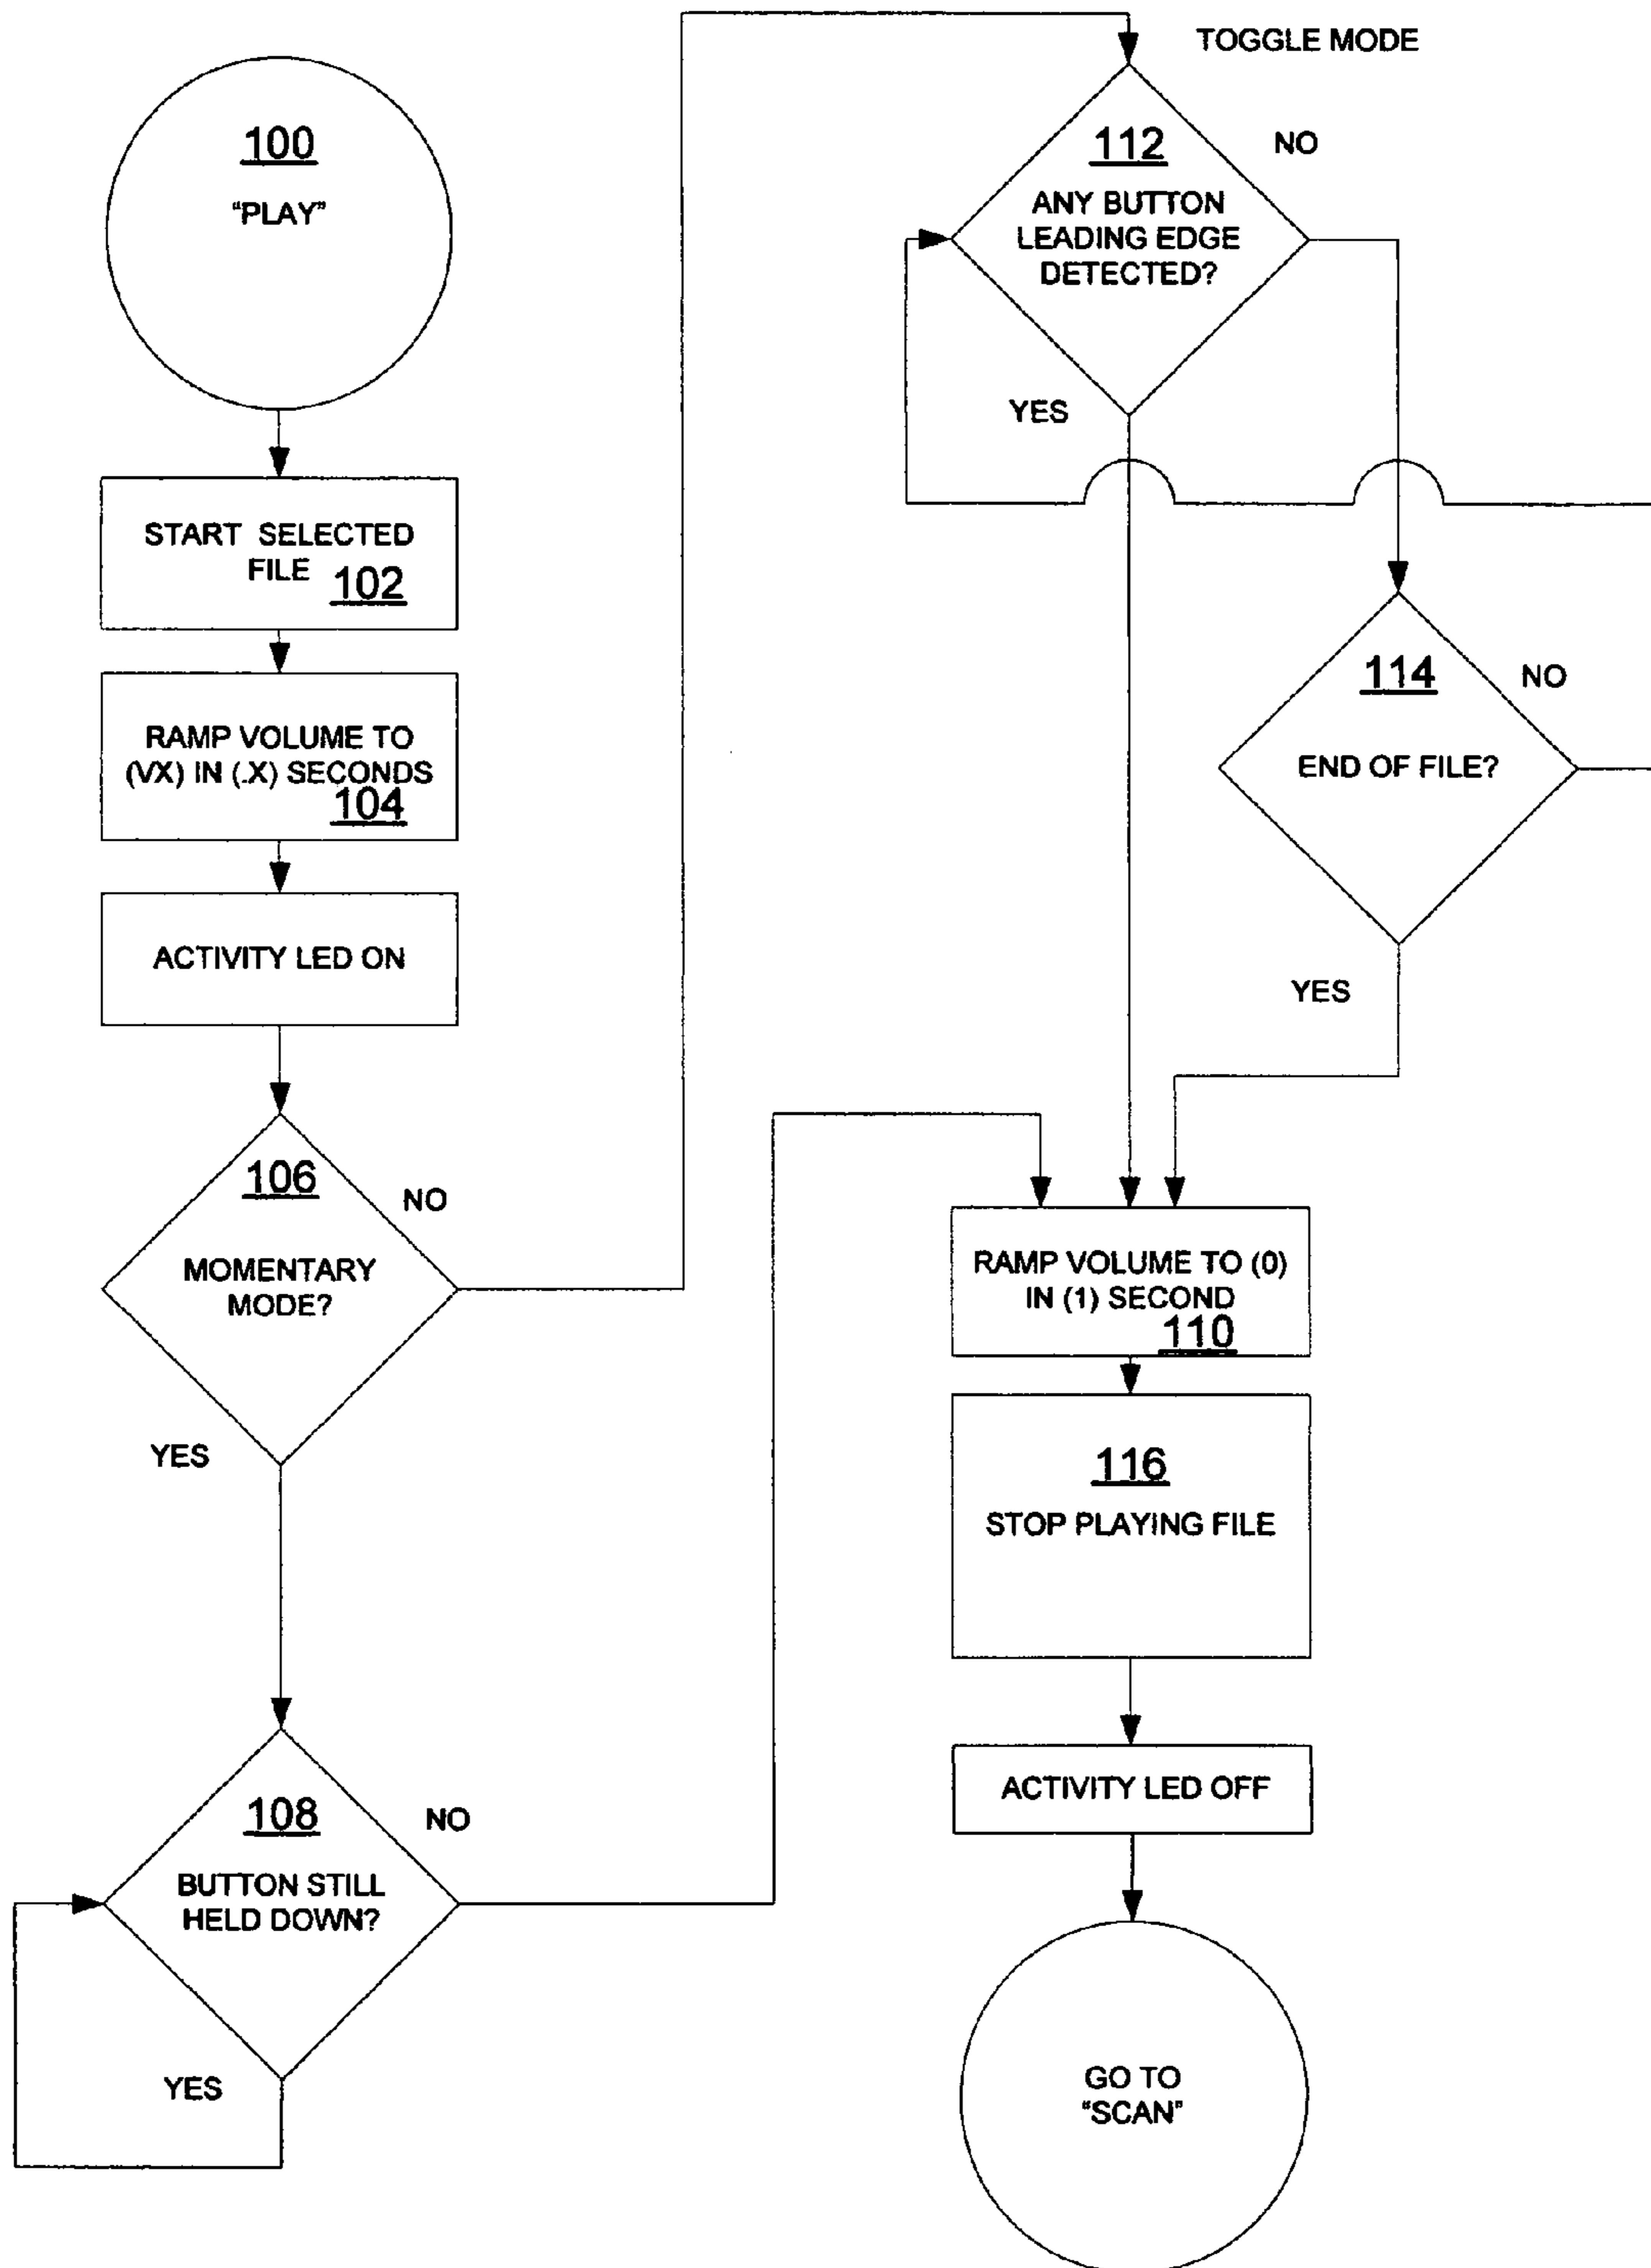 100
“PLAY”
START SELECTED
FILE 102
RAMP VOLUME TO
(VX) IN (.X) SECONDS
104
ACTIVITY LED ON
106
NO
MOMENTARY
MODE?
YES
108
NO
BUTTON STILL
HELD DOWN?
YES
TOGGLE MODE
112
NO
ANY BUTTON
LEADING EDGE
DETECTED?
YES
114
NO
END OF FILE?
YES
RAMP VOLUME TO (0)
IN (1) SECOND
110
116
STOP PLAYING FILE
ACTIVITY LED OFF
GO TO
“SCAN”